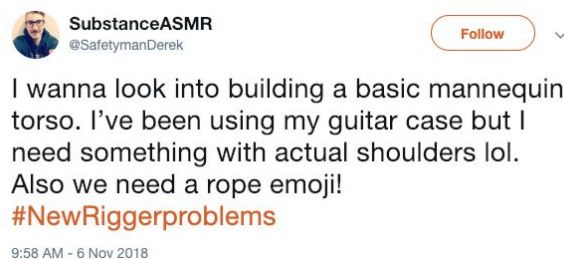 SubstanceASMR
@SafetymanDerek
Follow
I wanna look into building a basic mannequin
torso. I’ve been using my guitar case but I
need something with actual shoulders lol.
Also we need a rope emoji!
#NewRiggerproblems
9:58 AM - 6 Nov 2018